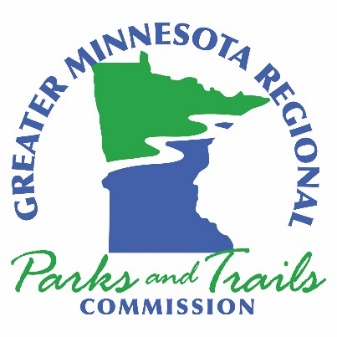 GREATER MINNESOTA REGIONAL
Parks and Trails
COMMISSION